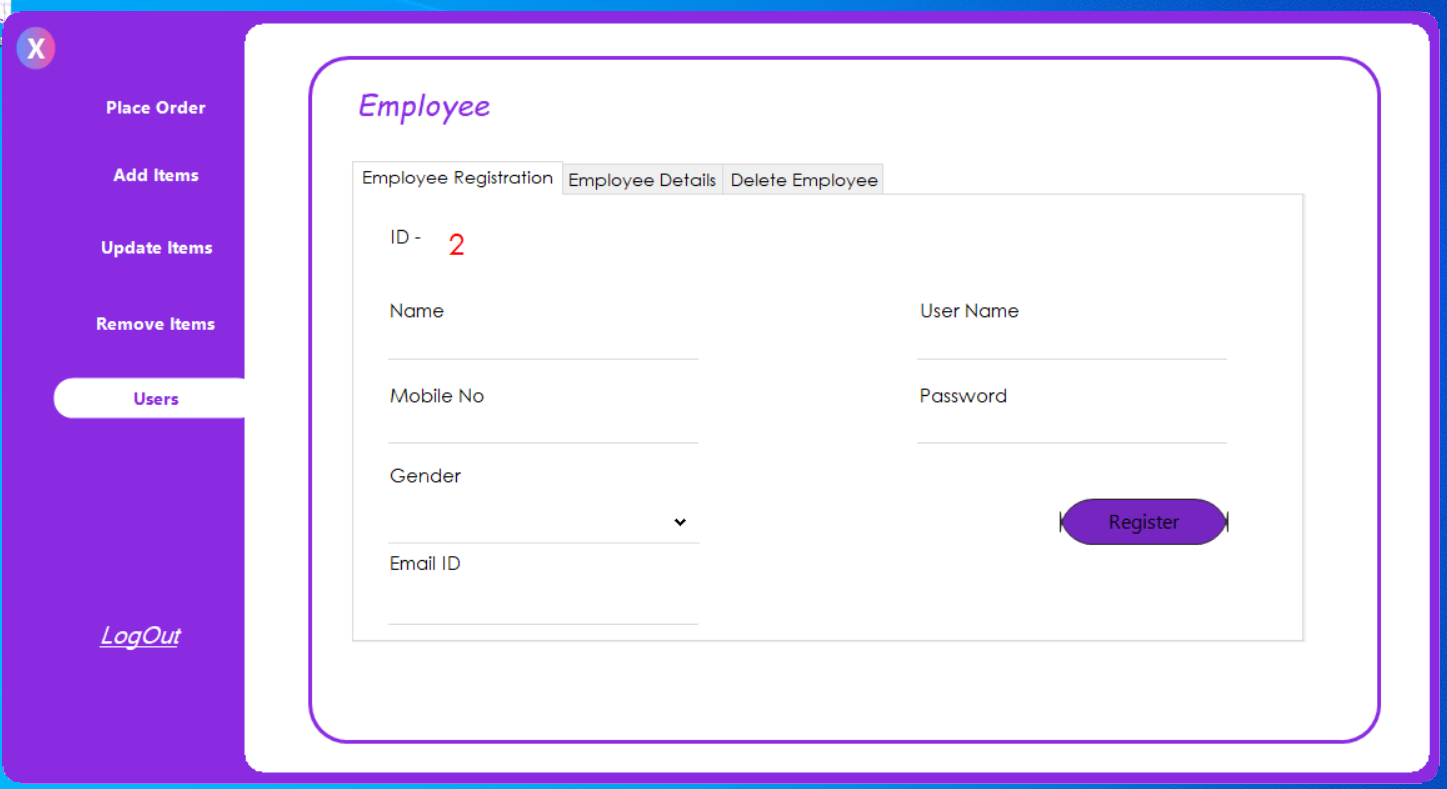 X
Place Order
Add Items
Update Items
Remove Items
Users
LogOut
Employee
Employee Registration Employee Details Delete Employee
ID - 2
Name User Name
Mobile No Password
Gender
Register
Email ID